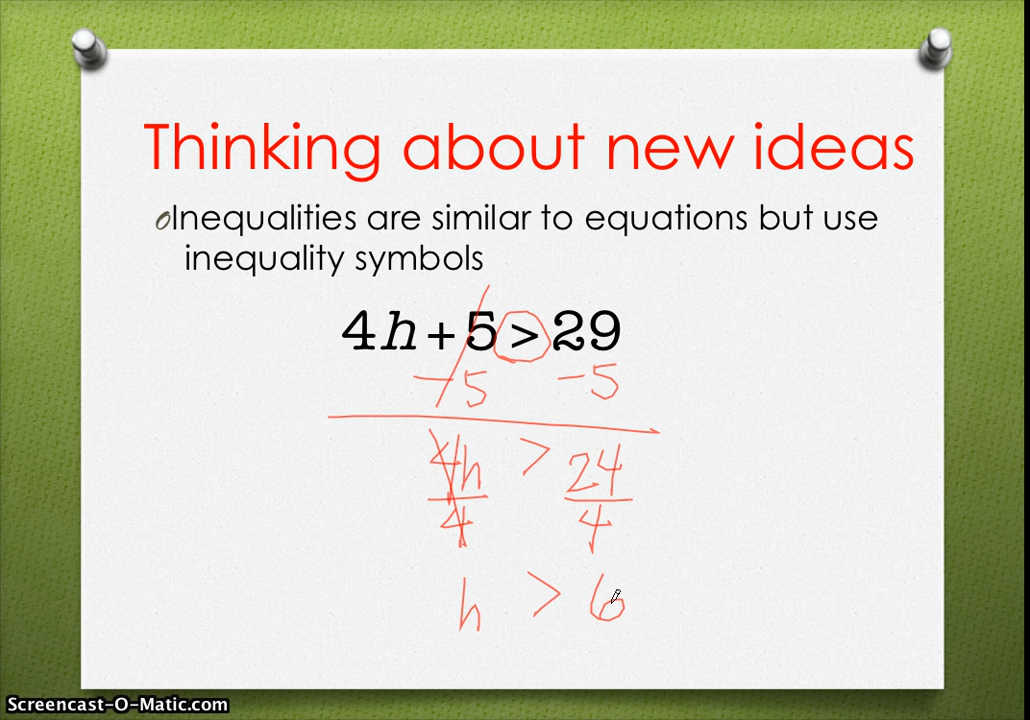 Thinking about new ideas
Inequalities are similar to equations but use
inequality symbols
4h+5>29
-5 -5
4h > 24
4 4
h > 6
Screencast-O-Matic.com